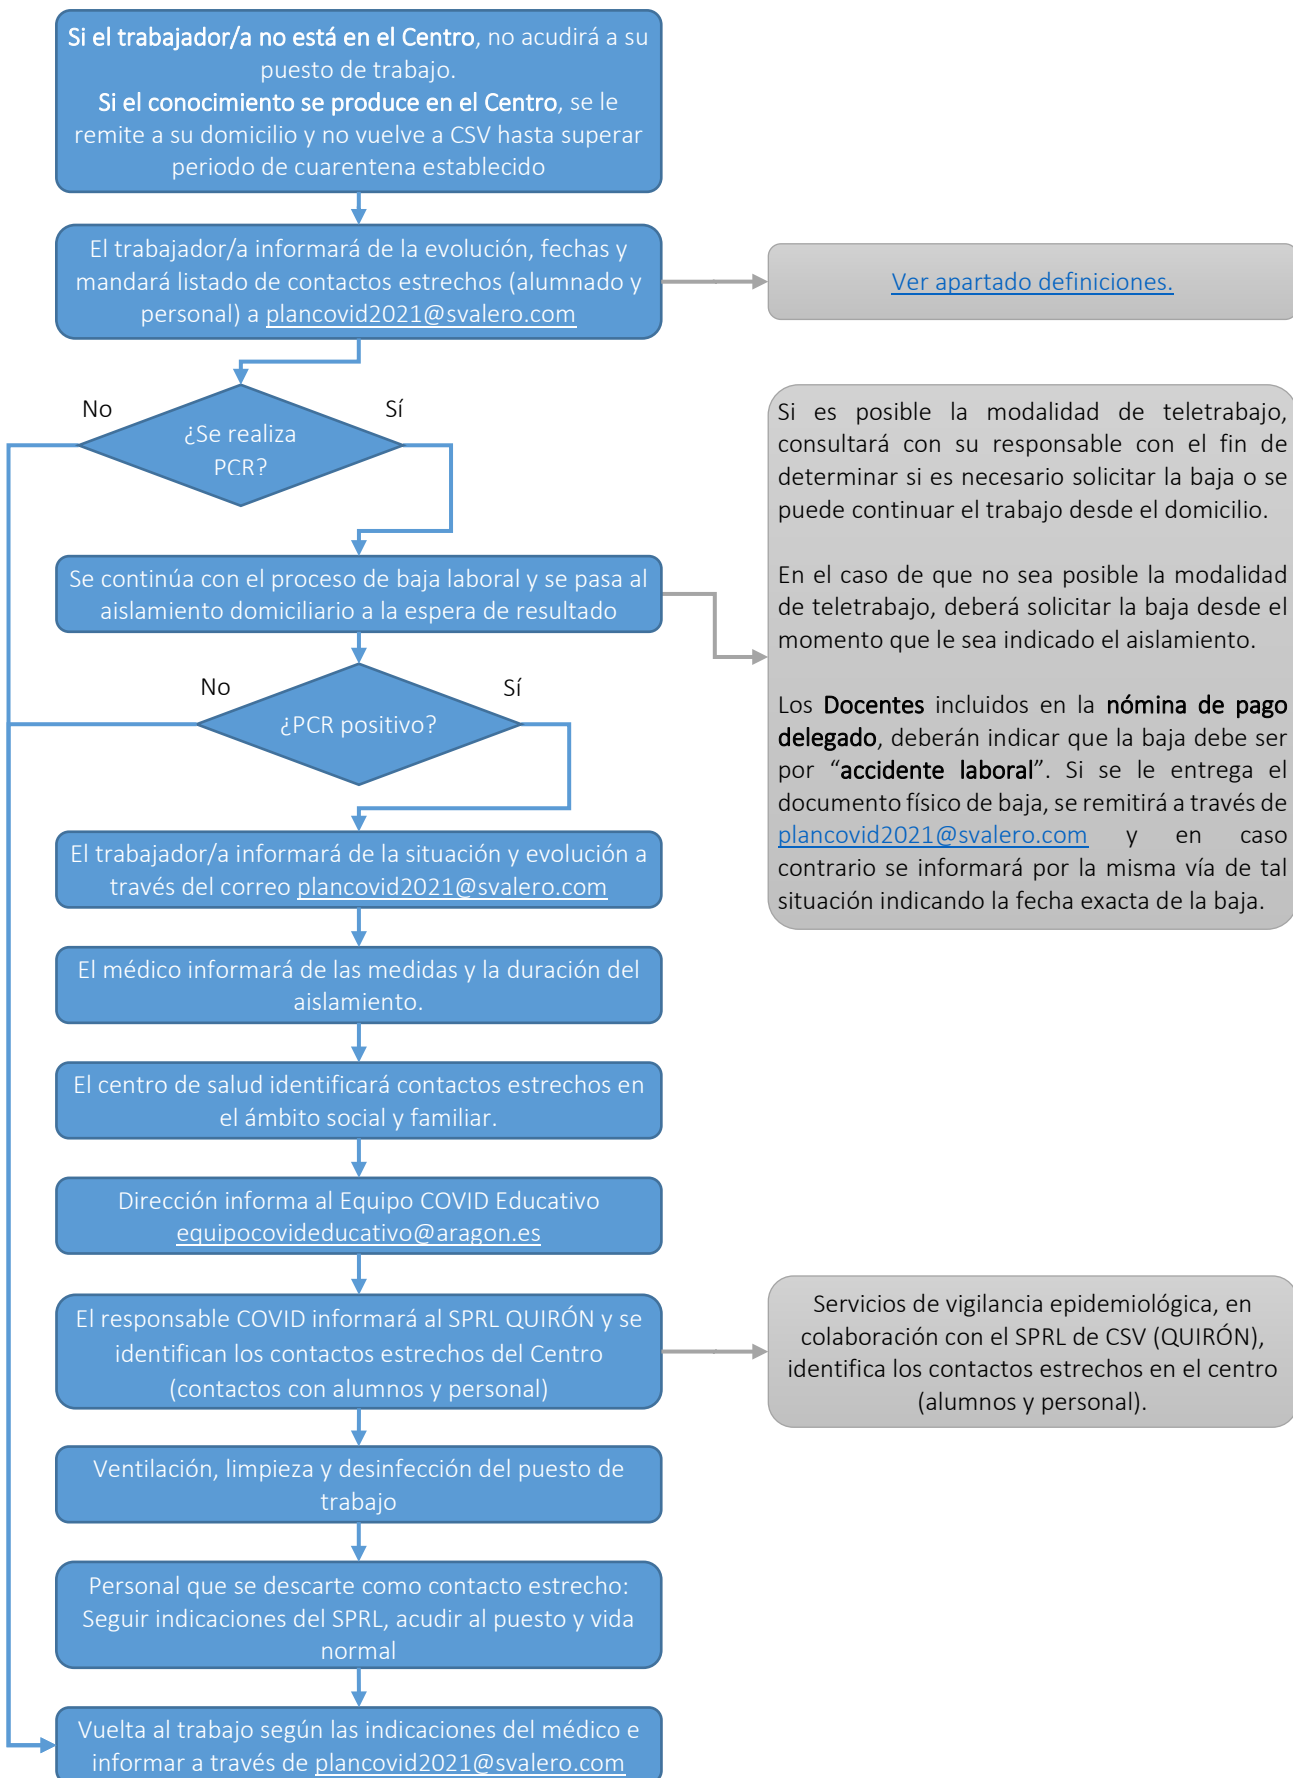 Si el trabajador/a no está en el Centro, no acudirá a su
puesto de trabajo.
Si el conocimiento se produce en el Centro, se le
remite a su domicilio y no vuelve a CSV hasta superar
periodo de cuarentena establecido
El trabajador/a informará de la evolución, fechas y
mandará listado de contactos estrechos (alumnado y
personal) a plancovid2021@svalero.com
Ver apartado definiciones.
No
Sí
¿Se realiza
PCR?
Si es posible la modalidad de teletrabajo,
consultará con su responsable con el fin de
determinar si es necesario solicitar la baja o se
puede continuar el trabajo desde el domicilio.
En el caso de que no sea posible la modalidad
de teletrabajo, deberá solicitar la baja desde el
momento que le sea indicado el aislamiento.
Los Docentes incluidos en la nómina de pago
delegado, deberán indicar que la baja debe ser
por “accidente laboral”. Si se le entrega el
documento físico de baja, se remitirá a través de
plancovid2021@svalero.com y en caso
contrario se informará por la misma vía de tal
situación indicando la fecha exacta de la baja.
Se continúa con el proceso de baja laboral y se pasa al
aislamiento domiciliario a la espera de resultado
No
Sí
¿PCR positivo?
El trabajador/a informará de la situación y evolución a
través del correo plancovid2021@svalero.com
El médico informará de las medidas y la duración del
aislamiento.
El centro de salud identificará contactos estrechos en
el ámbito social y familiar.
Dirección informa al Equipo COVID Educativo
equipocovideducativo@aragon.es
El responsable COVID informará al SPRL QUIRÓN y se
identifican los contactos estrechos del Centro
(contactos con alumnos y personal)
Servicios de vigilancia epidemiológica, en
colaboración con el SPRL de CSV (QUIRÓN),
identifica los contactos estrechos en el centro
(alumnos y personal).
Ventilación, limpieza y desinfección del puesto de
trabajo
Personal que se descarte como contacto estrecho:
Seguir indicaciones del SPRL, acudir al puesto y vida
normal
Vuelta al trabajo según las indicaciones del médico e
informar a través de plancovid2021@svalero.com